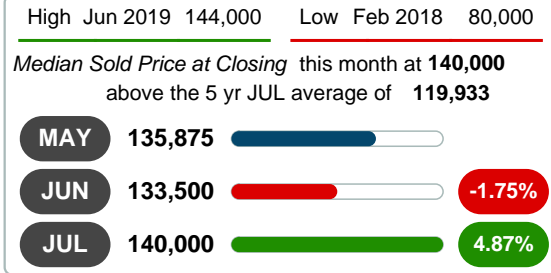 High Jun 2019 144,000 Low Feb 2018 80,000
Median Sold Price at Closing this month at 140,000
above the 5 yr JUL average of 119,933
MAY 135,875
JUN 133,500 -1.75%
JUL 140,000 4.87%